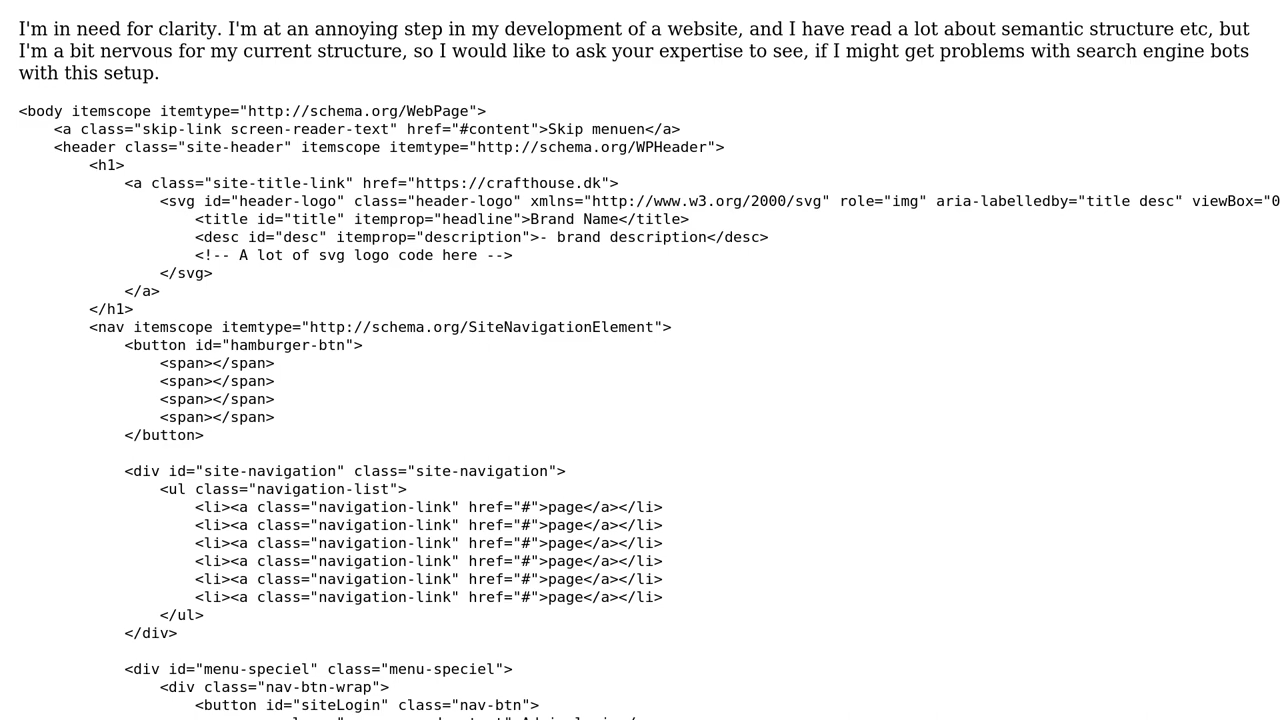 I'm in need for clarity. I'm at an annoying step in my development of a website, and I have read a lot about semantic structure etc, but
I'm a bit nervous for my current structure, so I would like to ask your expertise to see, if I might get problems with search engine bots
with this setup.
<body itemscope itemtype="http://schema.org/WebPage">
    <a class="skip-link screen-reader-text" href="#content">Skip menuen</a>
    <header class="site-header" itemscope itemtype="http://schema.org/WPHeader">
        <h1>
            <a class="site-title-link" href="https://crafthouse.dk">
                <svg id="header-logo" class="header-logo" xmlns="http://www.w3.org/2000/svg" role="img" aria-labelledby="title desc" viewBox="0
                    <title id="title" itemprop="headline">Brand Name</title>
                    <desc id="desc" itemprop="description">- brand description</desc>
                    <!-- A lot of svg logo code here -->
                </svg>
            </a>
        </h1>
        <nav itemscope itemtype="http://schema.org/SiteNavigationElement">
            <button id="hamburger-btn">
                <span></span>
                <span></span>
                <span></span>
                <span></span>
            </button>
            <div id="site-navigation" class="site-navigation">
                <ul class="navigation-list">
                    <li><a class="navigation-link" href="#">page</a></li>
                    <li><a class="navigation-link" href="#">page</a></li>
                    <li><a class="navigation-link" href="#">page</a></li>
                    <li><a class="navigation-link" href="#">page</a></li>
                    <li><a class="navigation-link" href="#">page</a></li>
                    <li><a class="navigation-link" href="#">page</a></li>
                </ul>
            </div>
            <div id="menu-speciel" class="menu-speciel">
                <div class="nav-btn-wrap">
                    <button id="siteLogin" class="nav-btn">